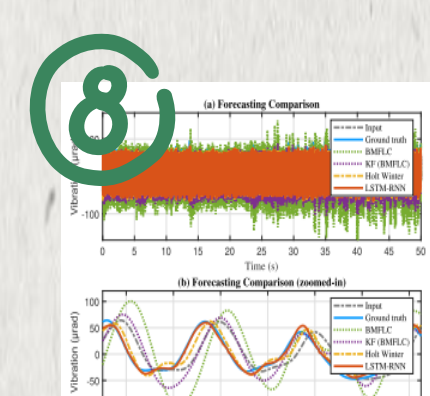 8
(a) Forecasting Comparison
Input
Ground truth
BMFLC
KF (BMFLC)
Holt Winter
LSTM-RNN
-100
0 5 10 15 20 25 30 35 40 45 50
Time (s)
(b) Forecasting Comparison (zoomed-in)
Vibration (µrad)
100
50
0
-50
Input
Ground truth
BMFLC
KF (BMFLC)
Holt Winter
LSTM-RNN